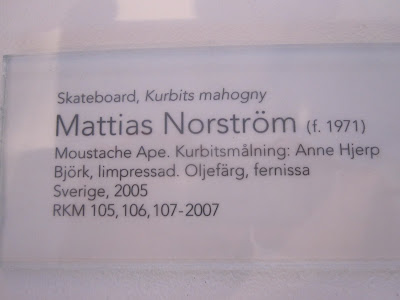 Skateboard, Kurbits mahogny
Mattias Norström (f. 1971)
Moustache Ape. Kurbitsmålning: Anne Hjerp
Björk, limpressad. Oljefärg, fernissa
Sverige, 2005
RKM 105, 106, 107-2007